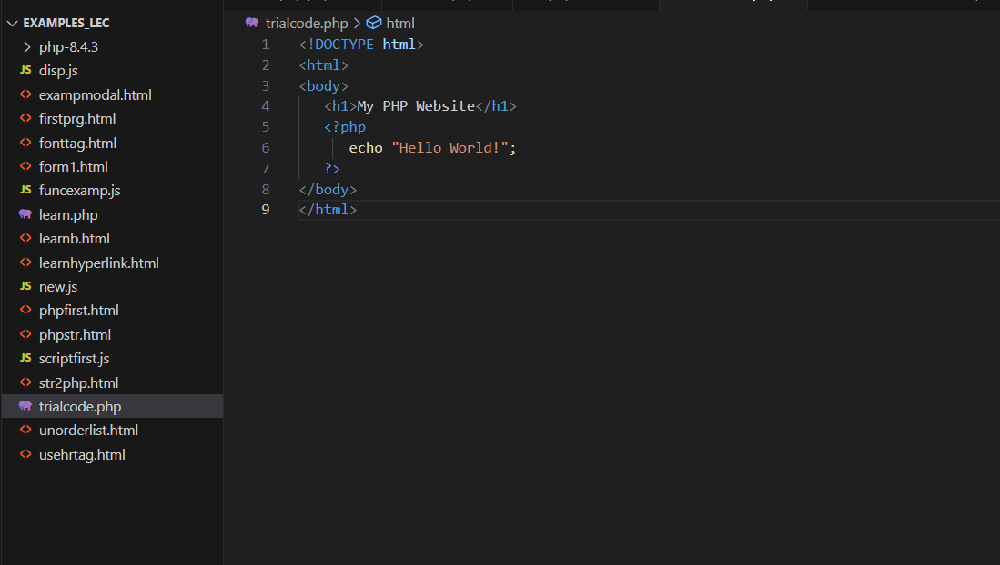 EXAMPLES_LEC
php-8.4.3
JS disp.js
exampmodal.html
firstprg.html
fonttag.html
form1.html
JS funcexamp.js
learn.php
learnb.html
learnhyperlink.html
JS new.js
phpfirst.html
phpstr.html
JS scriptfirst.js
str2php.html
trialcode.php
unorderlist.html
usehrtag.html
trialcode.php > html
1 <!DOCTYPE html>
2 <html>
3 <body>
4 <h1>My PHP Website</h1>
5 <?php
6 echo "Hello World!";
7 ?>
8 </body>
9 </html>